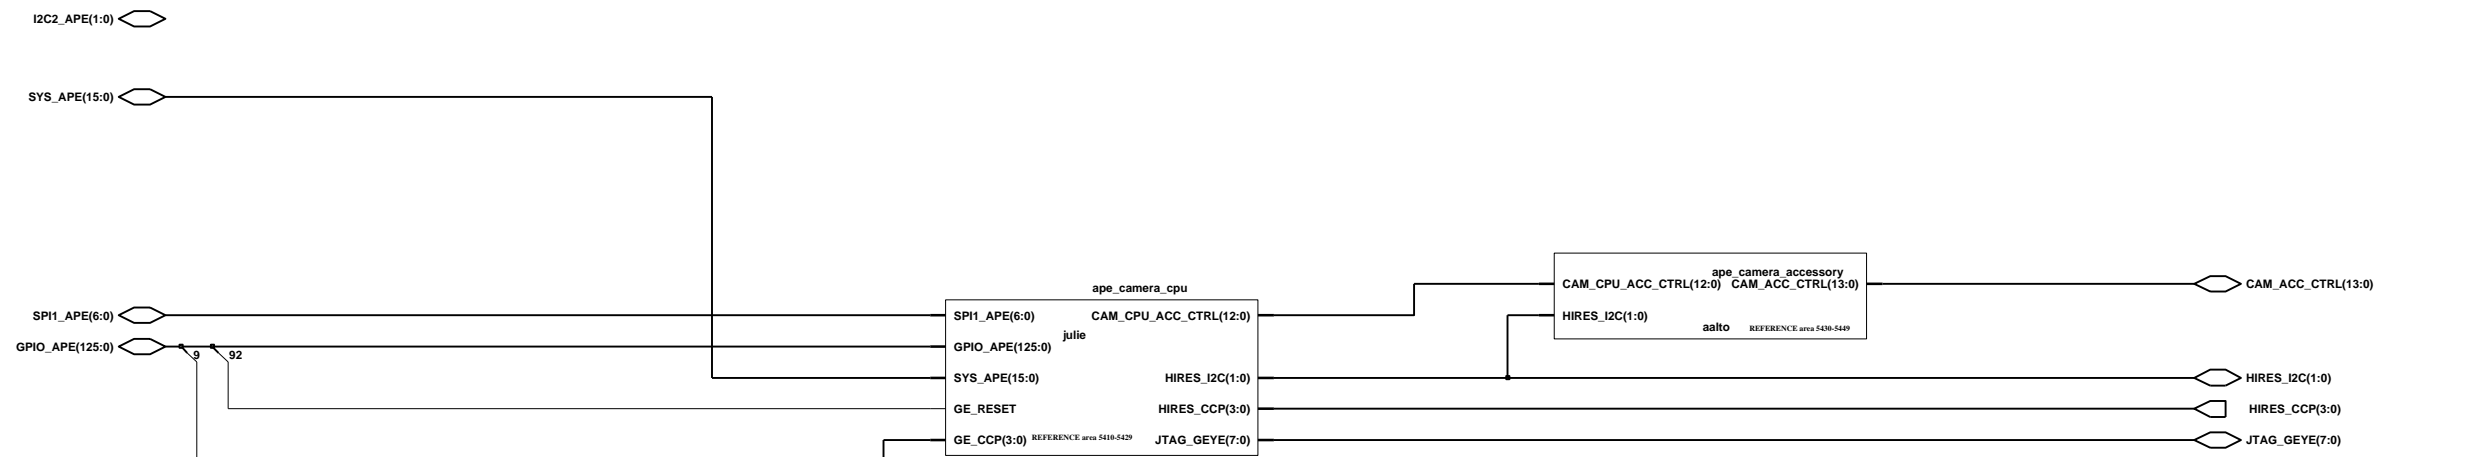 I2C2_APE(1:0)
SYS_APE(15:0)
SPI1_APE(6:0)
GPIO_APE(125:0)
9
92
ape_camera_cpu
SPI1_APE(6:0)
CAM_CPU_ACC_CTRL(12:0)
julie
GPIO_APE(125:0)
SYS_APE(15:0)
HIRES_I2C(1:0)
GE_RESET
HIRES_CCP(3:0)
GE_CCP(3:0)
REFERENCE area 5410-5429
JTAG_GEYE(7:0)
ape_camera_accessory
CAM_CPU_ACC_CTRL(12:0)
CAM_ACC_CTRL(13:0)
HIRES_I2C(1:0)
aalto
REFERENCE area 5430-5449
CAM_ACC_CTRL(13:0)
HIRES_I2C(1:0)
HIRES_CCP(3:0)
JTAG_GEYE(7:0)